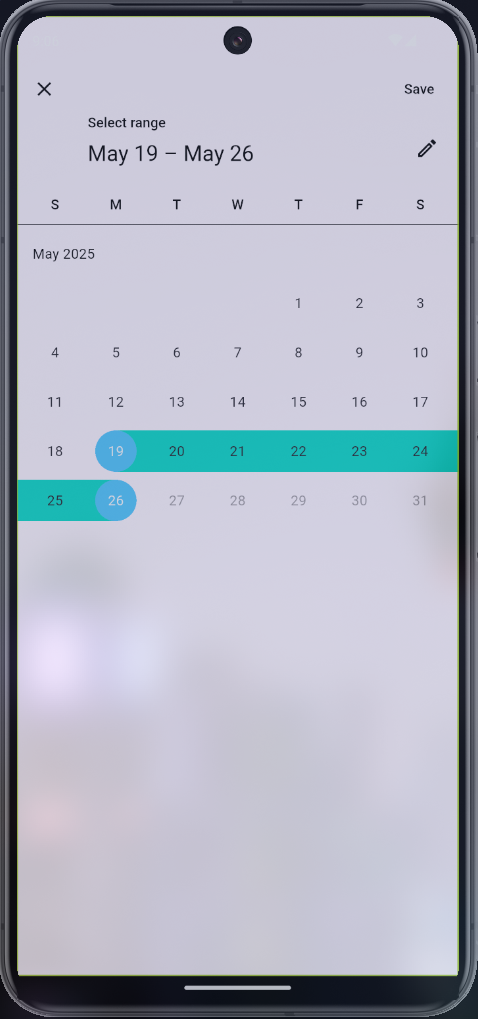 Save
Select range
May 19 – May 26
S M T W T F S
May 2025
1 2 3
4 5 6 7 8 9 10
11 12 13 14 15 16 17
18 19 20 21 22 23 24
25 26 27 28 29 30 31